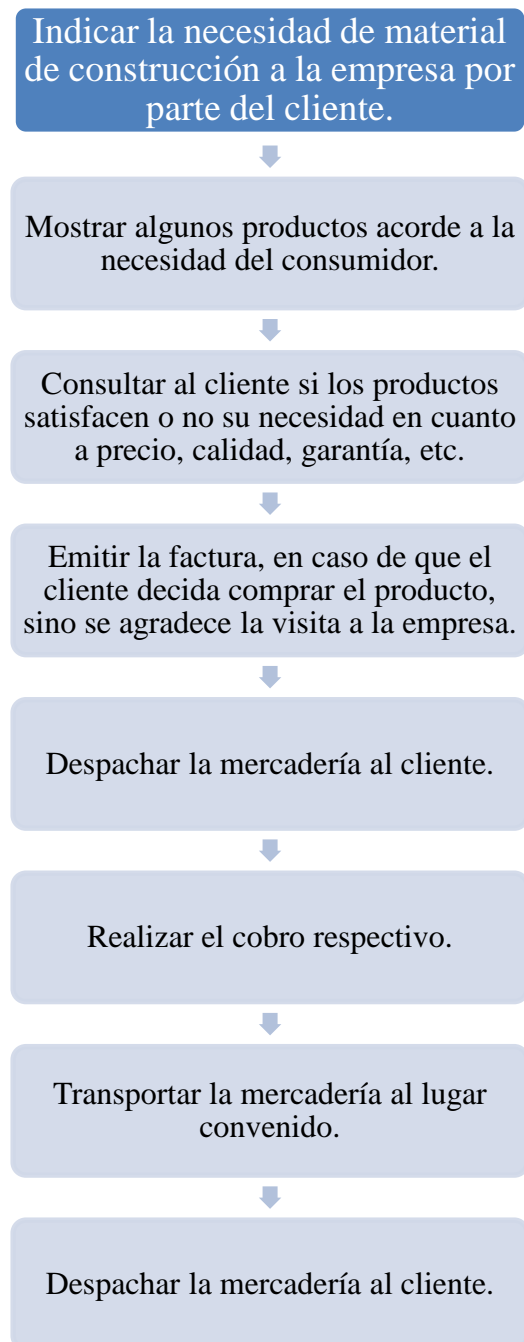 Indicar la necesidad de material
de construcción a la empresa por
parte del cliente.
Mostrar algunos productos acorde a la
necesidad del consumidor.
Consultar al cliente si los productos
satisfacen o no su necesidad en cuanto
a precio, calidad, garantía, etc.
Emitir la factura, en caso de que el
cliente decida comprar el producto,
sino se agradece la visita a la empresa.
Despachar la mercadería al cliente.
Realizar el cobro respectivo.
Transportar la mercadería al lugar
convenido.
Despachar la mercadería al cliente.